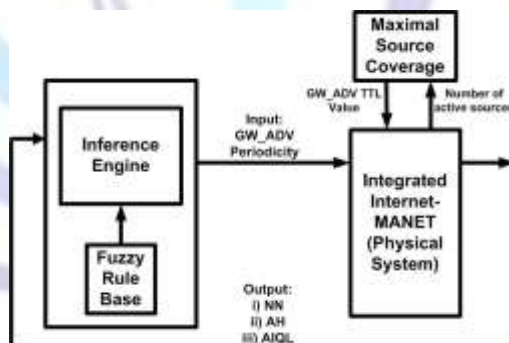 Maximal
Source
Coverage
GW_ADV TTL
Value
Number of
active sources
Inference
Engine
Input:
GW_ADV
Periodicity
Integrated
Internet-
MANET
(Physical
System)
Fuzzy
Rule
Base
Output:
i) NN
ii) AH
iii) AIQL